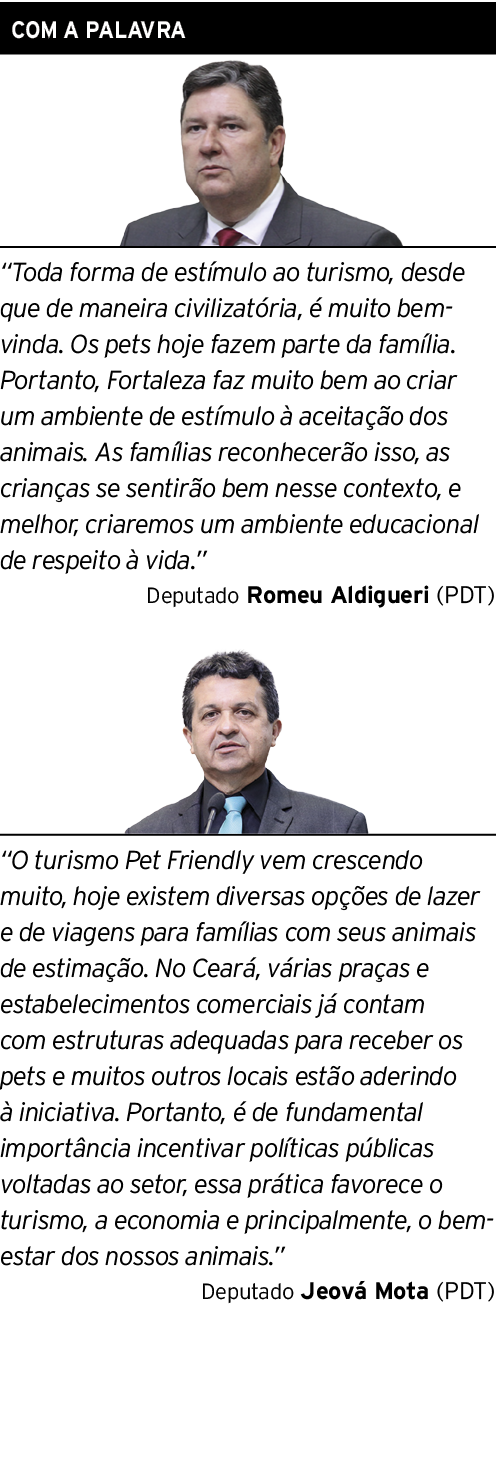 COM A PALAVRA
“Toda forma de estímulo ao turismo, desde
que de maneira civilizatória, é muito bem-
vinda. Os pets hoje fazem parte da família.
Portanto, Fortaleza faz muito bem ao criar
um ambiente de estímulo à aceitação dos
animais. As famílias reconhecerão isso, as
crianças se sentirão bem nesse contexto, e
melhor, criaremos um ambiente educacional
de respeito à vida.”
Deputado Romeu Aldigueri (PDT)
“O turismo Pet Friendly vem crescendo
muito, hoje existem diversas opções de lazer
e de viagens para famílias com seus animais
de estimação. No Ceará, várias praças e
estabelecimentos comerciais já contam
com estruturas adequadas para receber os
pets e muitos outros locais estão aderindo
à iniciativa. Portanto, é de fundamental
importância incentivar políticas públicas
voltadas ao setor, essa prática favorece o
turismo, a economia e principalmente, o bem-
estar dos nossos animais.”
Deputado Jeová Mota (PDT)